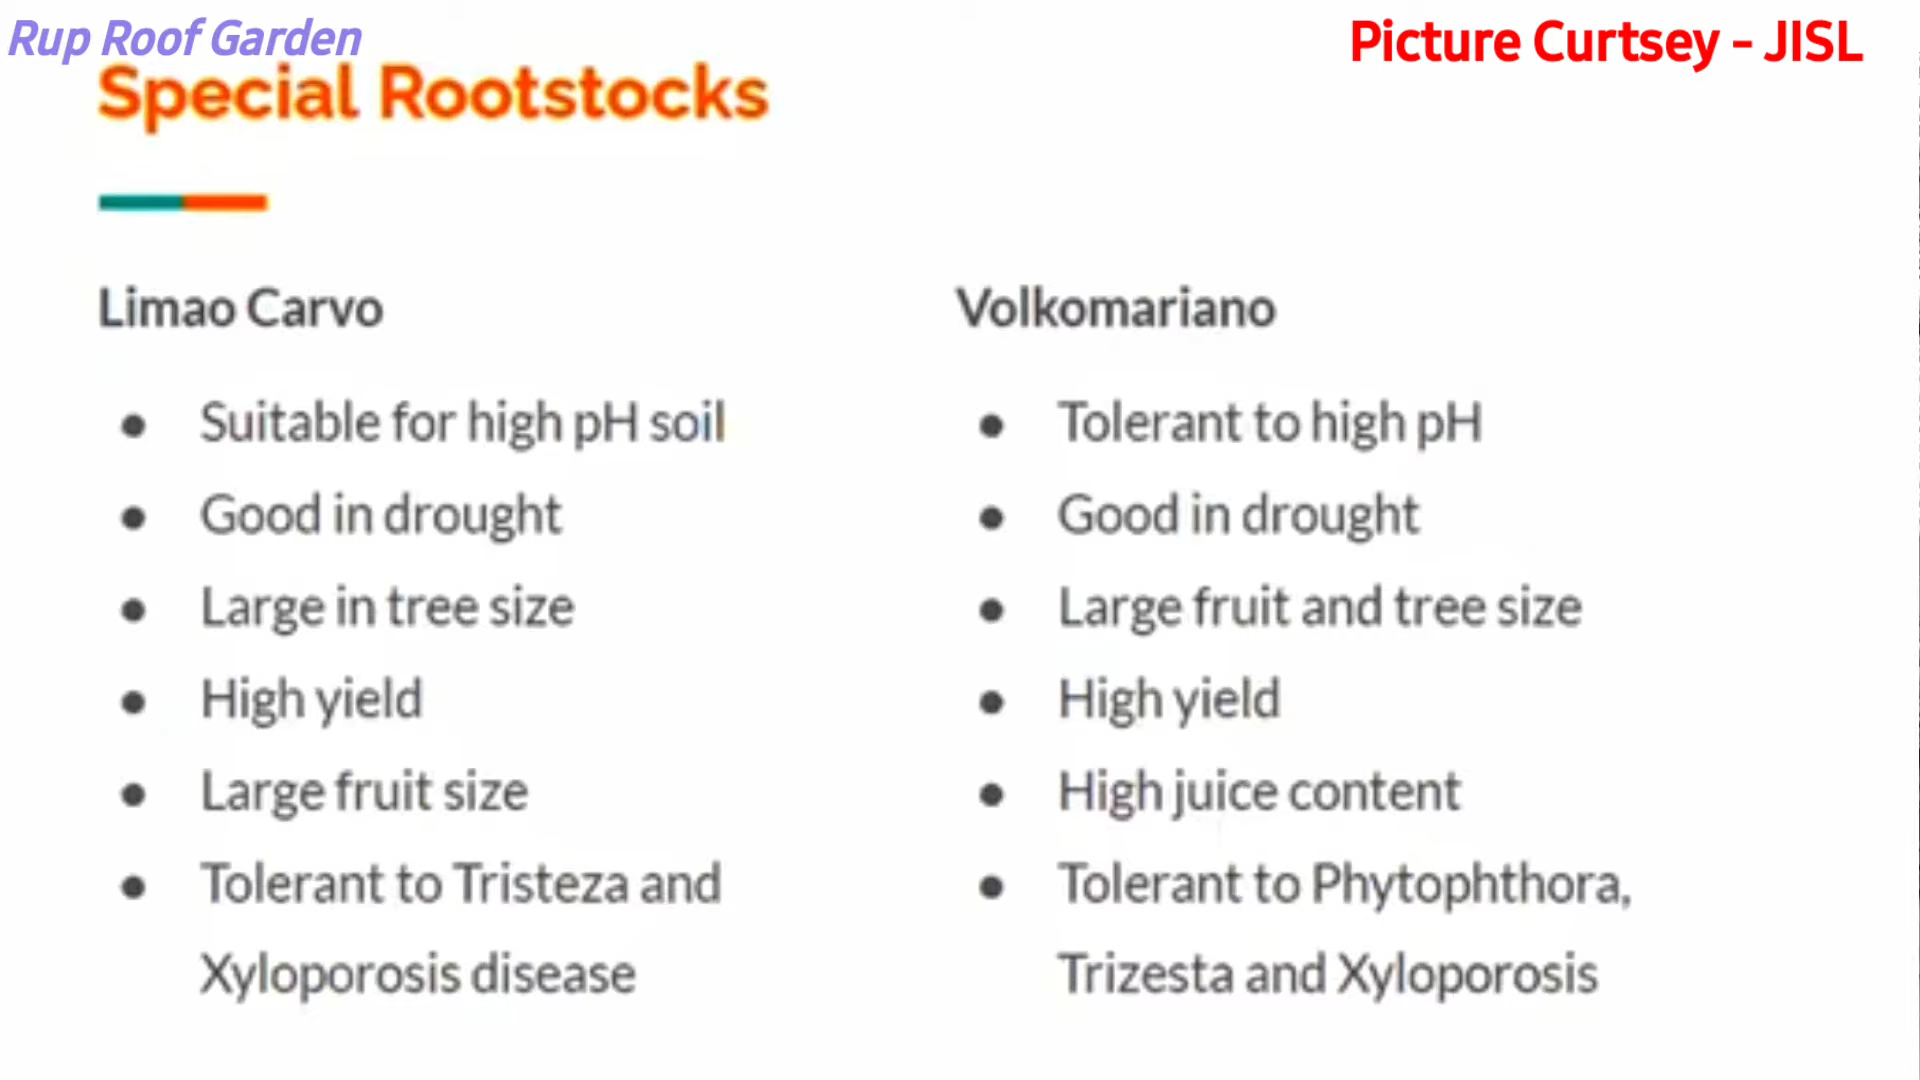 Rup Roof Garden
Picture Curtsey - JISL
Special Rootstocks
Limao Carvo
● Suitable for high pH soil
● Good in drought
● Large in tree size
● High yield
● Large fruit size
● Tolerant to Tristeza and
Xyloporosis disease
Volkomariano
● Tolerant to high pH
● Good in drought
● Large fruit and tree size
● High yield
● High juice content
● Tolerant to Phytophthora,
Trizesta and Xyloporosis